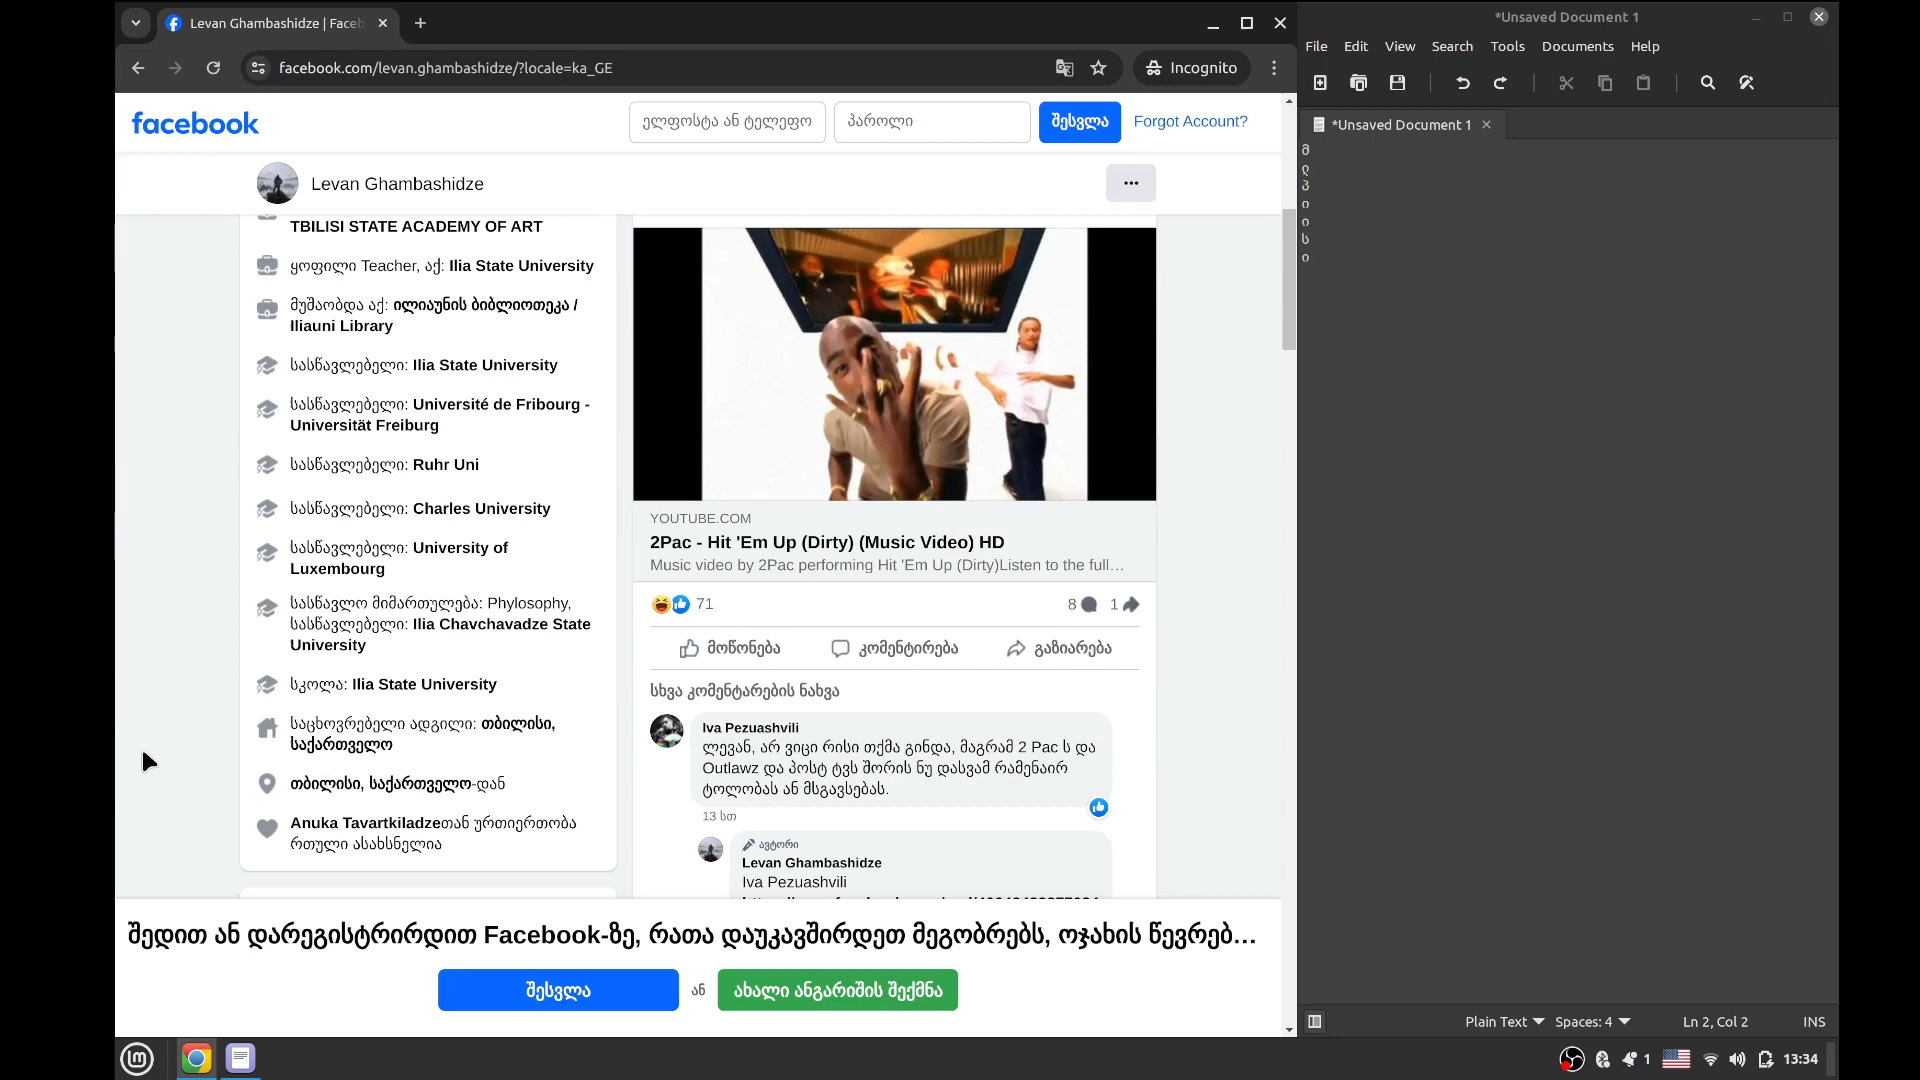 Levan Ghambashidze | Faceb
facebook.com/levan.ghambashidze/?locale=ka_GE
Incognito
facebook
ელფოსტა ან ტელეფო
პაროლი
შესვლა
Forgot Account?
Levan Ghambashidze
TBILISI STATE ACADEMY OF ART
ყოფილი Teacher, აქ: Ilia State University
მუშაობდა აქ: ილიაუნის ბიბლიოთეკა /
Iliauni Library
სასწავლებელი: Ilia State University
სასწავლებელი: Université de Fribourg -
Universität Freiburg
სასწავლებელი: Ruhr Uni
სასწავლებელი: Charles University
სასწავლებელი: University of
Luxembourg
სასწავლო მიმართულება: Phylosophy,
სასწავლებელი: Ilia Chavchavadze State
University
სკოლა: Ilia State University
საცხოვრებელი ადგილი: თბილისი,
საქართველო
თბილისი, საქართველო-დან
Anuka Tavartkiladzeთან ურთიერთობა
რთული ასახსნელია
YOUTUBE.COM
2Pac - Hit 'Em Up (Dirty) (Music Video) HD
Music video by 2Pac performing Hit 'Em Up (Dirty)Listen to the full…
71
8
1
მოწონება
კომენტირება
გაზიარება
სხვა კომენტარების ნახვა
Iva Pezuashvili
ლევან, არ ვიცი რისი თქმა გინდა, მაგრამ 2 Pac ს და
Outlawz და პოსტ ტვს შორის ნუ დასვამ რამენაირ
ტოლობას ან მსგავსებას.
13 სთ
ავტორი
Levan Ghambashidze
Iva Pezuashvili
შედით ან დარეგისტრირდით Facebook-ზე, რათა დაუკავშირდეთ მეგობრებს, ოჯახის წევრებ…
შესვლა
ან
ახალი ანგარიშის შექმნა
*Unsaved Document 1
File Edit View Search Tools Documents Help
*Unsaved Document 1
ი
ი
ს
ი
Plain Text
Spaces: 4
Ln 2, Col 2
INS
1
13:34